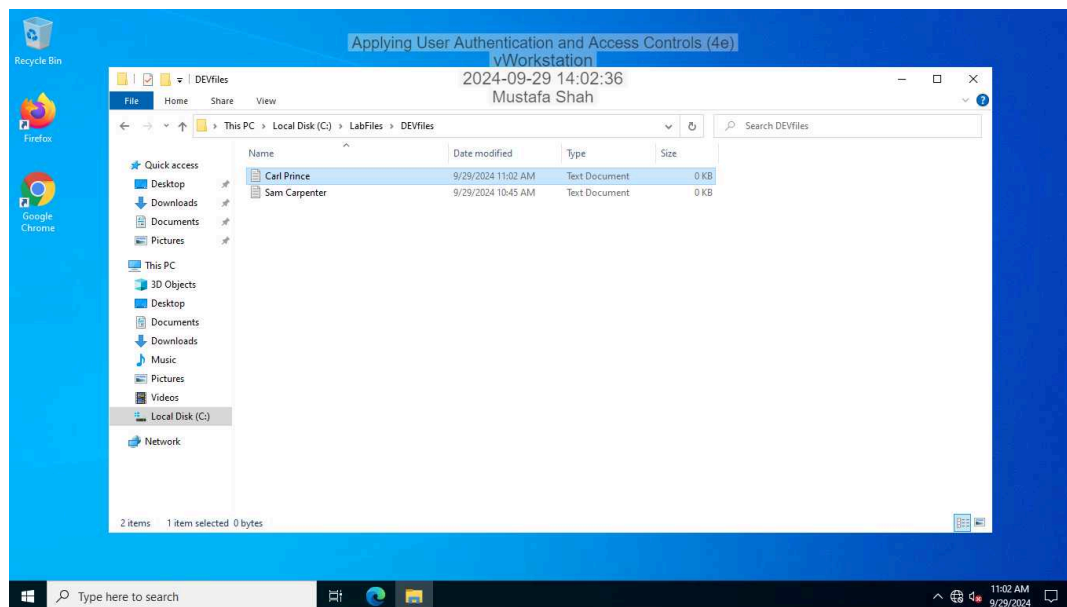 Recycle Bin
Applying User Authentication and Access Controls (4e)
vWorkstation
2024-09-29 14:02:36
Mustafa Shah
DEVfiles
File Home Share View
This PC > Local Disk (C:) > LabFiles > DEVfiles
Search DEVfiles
Firefox
Google
Chrome
Quick access
Desktop
Downloads
Documents
Pictures
This PC
3D Objects
Desktop
Documents
Downloads
Music
Pictures
Videos
Local Disk (C:)
Network
Name Date modified Type Size
Carl Prince 9/29/2024 11:02 AM Text Document 0 KB
Sam Carpenter 9/29/2024 10:45 AM Text Document 0 KB
2 items 1 item selected 0 bytes
Type here to search
11:02 AM
9/29/2024